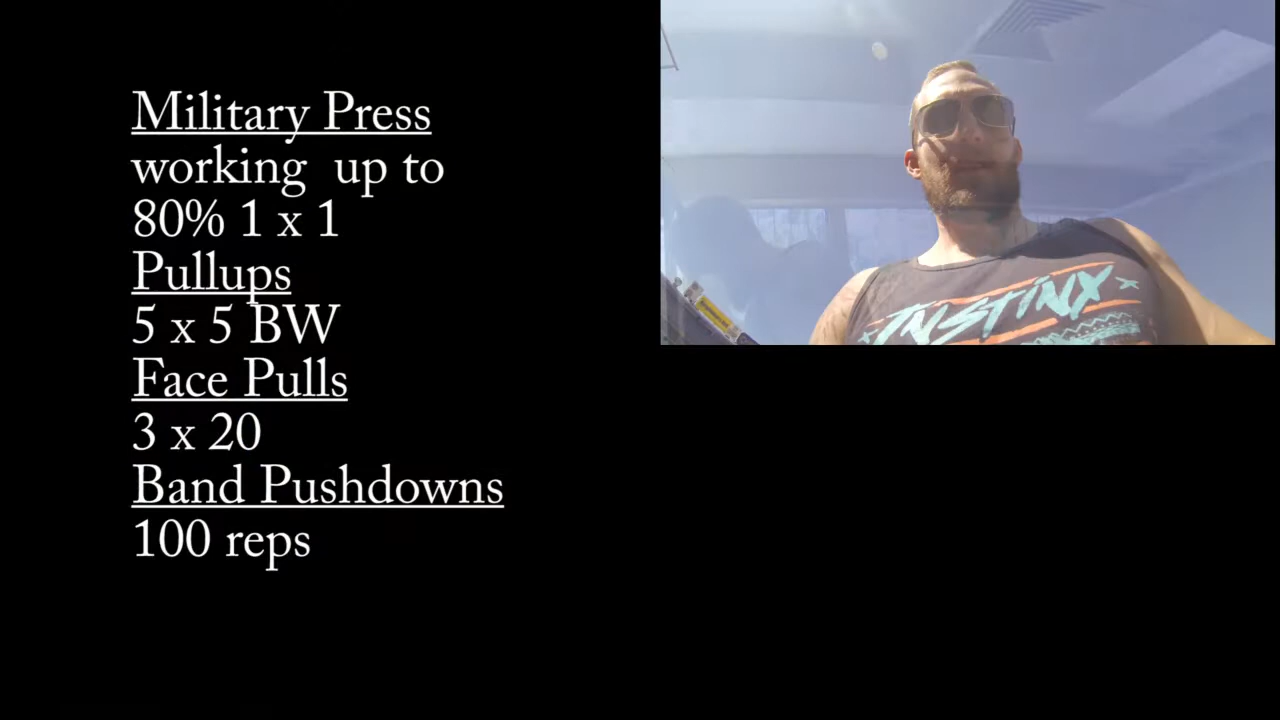 Military Press
working  up to
80% 1 x 1
Pullups
5 x 5 BW
Face Pulls
3 x 20
Band Pushdowns
100 reps
INSTINX